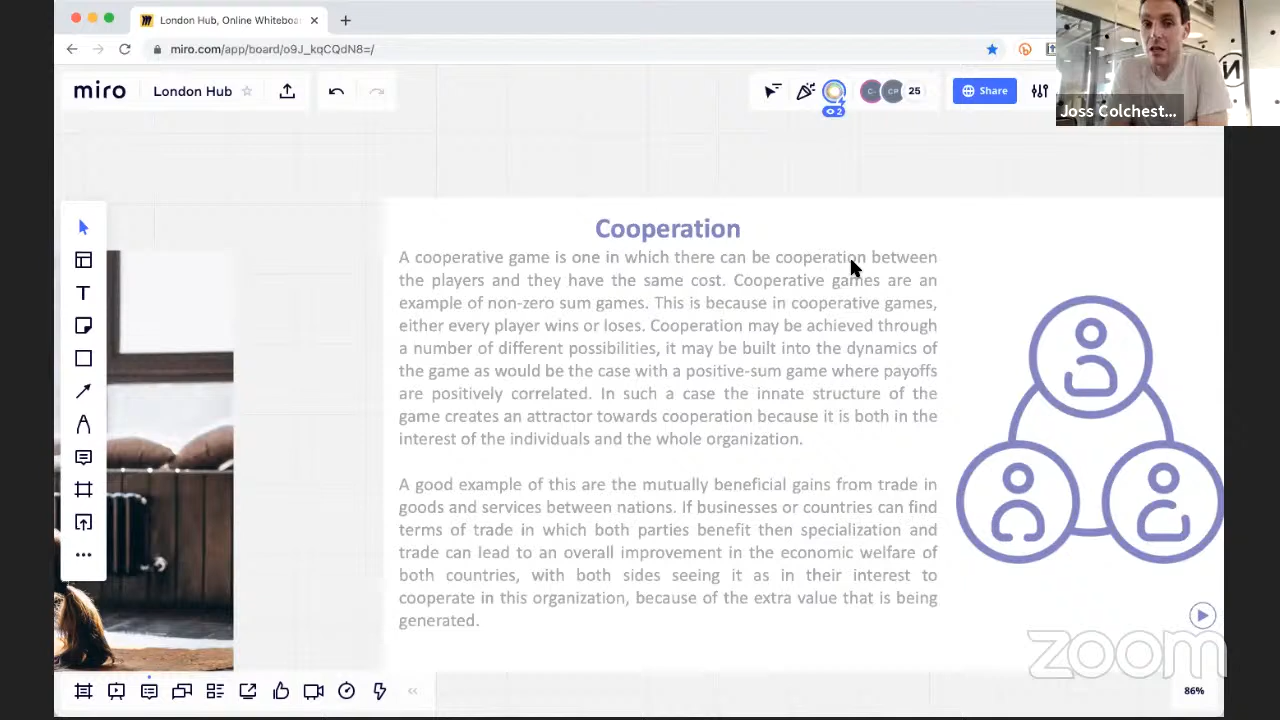 London Hub, Online Whiteboa
miro.com/app/board/o9J_kqCQdN8=/
miro
London Hub
25
Share
2
Joss Colchest...
Cooperation
A cooperative game is one in which there can be cooperation between
the players and they have the same cost. Cooperative games are an
example of non-zero sum games. This is because in cooperative games,
either every player wins or loses. Cooperation may be achieved through
a number of different possibilities, it may be built into the dynamics of
the game as would be the case with a positive-sum game where payoffs
are positively correlated. In such a case the innate structure of the
game creates an attractor towards cooperation because it is both in the
interest of the individuals and the whole organization.
A good example of this are the mutually beneficial gains from trade in
goods and services between nations. If businesses or countries can find
terms of trade in which both parties benefit then specialization and
trade can lead to an overall improvement in the economic welfare of
both countries, with both sides seeing it as in their interest to
cooperate in this organization, because of the extra value that is being
generated.
zoom
86%